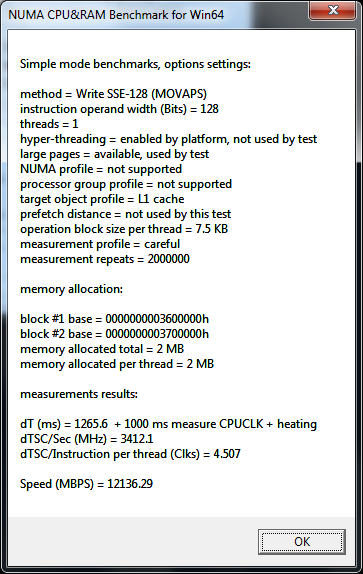 NUMA CPU&RAM Benchmark for Win64
Simple mode benchmarks, options settings:
method = Write SSE-128 (MOVAPS)
instruction operand width (Bits) = 128
threads = 1
hyper-threading = enabled by platform, not used by test
large pages = available, used by test
NUMA profile = not supported
processor group profile = not supported
target object profile = L1 cache
prefetch distance = not used by this test
operation block size per thread = 7.5 KB
measurement profile = careful
measurement repeats = 2000000
memory allocation:
block #1 base = 0000000003600000h
block #2 base = 0000000003700000h
memory allocated total = 2 MB
memory allocated per thread = 2 MB
measurements results:
dT (ms) = 1265.6  + 1000 ms measure CPUCLK + heating
dTSC/Sec (MHz) = 3412.1
dTSC/Instruction per thread (Clks) = 4.507
Speed (MBPS) = 12136.29
OK